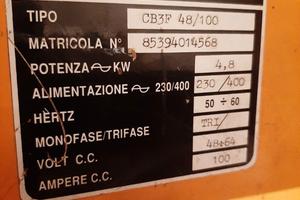 TIPO CB3F 48/100
MATRICOLA N° 85394014568
POTENZA ~ KW 4,8
ALIMENTAZIONE ~ 230/400 230/400
HËRTZ 50 ÷ 60
MONOFASE/TRIFASE TRI/
VOLT C.C. 48÷64
AMPERE C.C. 100